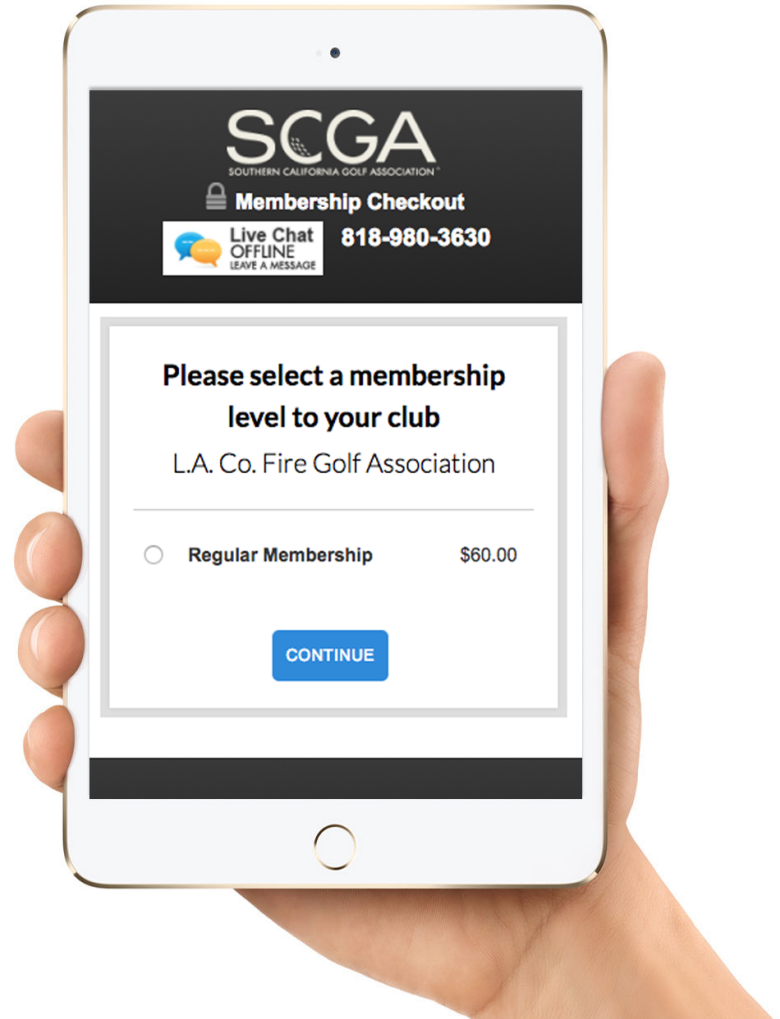 SCGA
SOUTHERN CALIFORNIA GOLF ASSOCIATION
Membership Checkout
Live Chat
OFFLINE
LEAVE A MESSAGE
818-980-3630
Please select a membership
level to your club
L.A. Co. Fire Golf Association
Regular Membership $60.00
CONTINUE